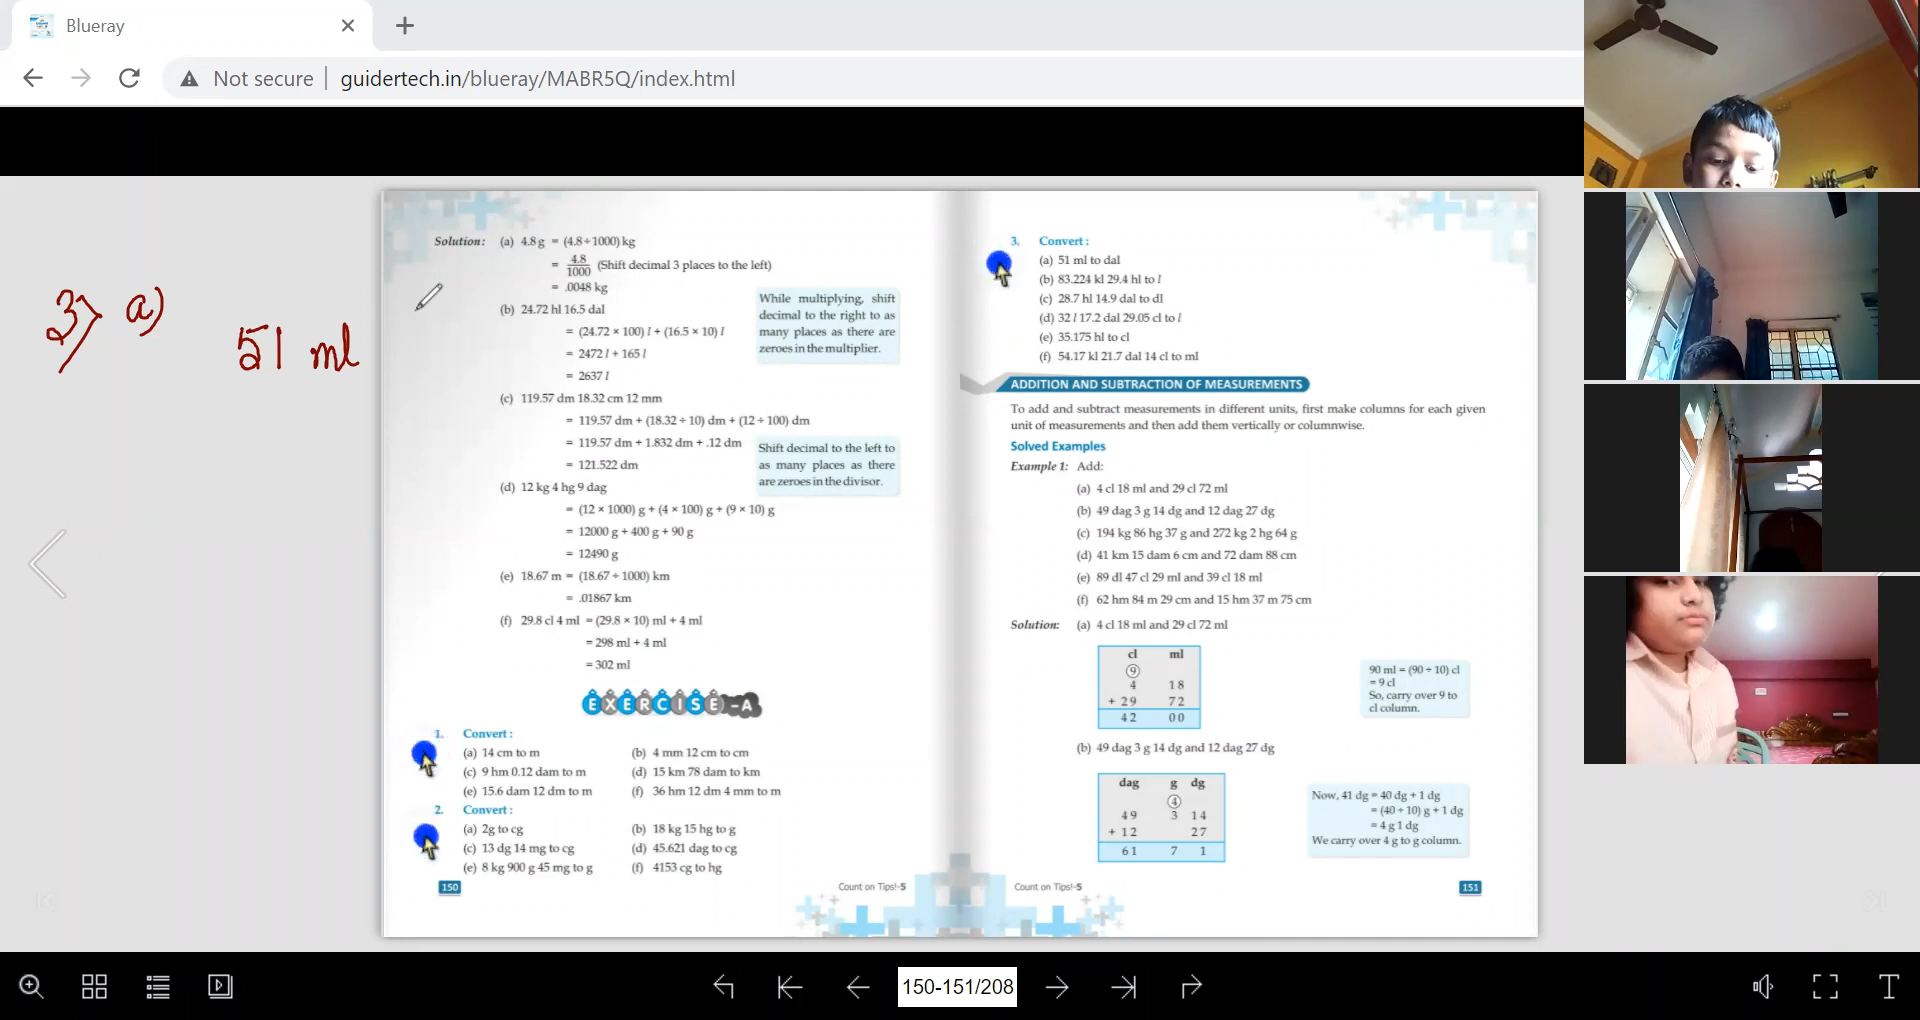 Blueray
Not secure | guidertech.in/blueray/MABR5Q/index.html
3) a)
51 ml
Solution: (a) 4.8 g = (4.8÷1000) kg
= 4.8/1000 (Shift decimal 3 places to the left)
= .0048 kg
(b) 24.72 hl 16.5 dal
= (24.72 × 100) l + (16.5 × 10) l
= 2472 l + 165 l
= 2637 l
While multiplying, shift
decimal to the right to as
many places as there are
zeroes in the multiplier.
(c) 119.57 dm 18.32 cm 12 mm
= 119.57 dm + (18.32 ÷ 10) dm + (12 ÷ 100) dm
= 119.57 dm + 1.832 dm + .12 dm
= 121.522 dm
Shift decimal to the left to
as many places as there
are zeroes in the divisor.
(d) 12 kg 4 hg 9 dag
= (12 × 1000) g + (4 × 100) g + (9 × 10) g
= 12000 g + 400 g + 90 g
= 12490 g
(e) 18.67 m = (18.67 ÷ 1000) km
= .01867 km
(f) 29.8 cl 4 ml = (29.8 × 10) ml + 4 ml
= 298 ml + 4 ml
= 302 ml
EXERCISE-A
1. Convert :
(a) 14 cm to m (b) 4 mm 12 cm to cm
(c) 9 hm 0.12 dam to m (d) 15 km 78 dam to km
(e) 15.6 dam 12 dm to m (f) 36 hm 12 dm 4 mm to m
2. Convert :
(a) 2g to cg (b) 18 kg 15 hg to g
(c) 13 dg 14 mg to cg (d) 45.621 dag to cg
(e) 8 kg 900 g 45 mg to g (f) 4153 cg to hg
150 Count on Tips!-5
3. Convert :
(a) 51 ml to dal
(b) 83.224 kl 29.4 hl to l
(c) 28.7 hl 14.9 dal to dl
(d) 32 l 17.2 dal 29.05 cl to l
(e) 35.175 hl to cl
(f) 54.17 kl 21.7 dal 14 cl to ml
ADDITION AND SUBTRACTION OF MEASUREMENTS
To add and subtract measurements in different units, first make columns for each given
unit of measurements and then add them vertically or columnwise.
Solved Examples
Example 1: Add:
(a) 4 cl 18 ml and 29 cl 72 ml
(b) 49 dag 3 g 14 dg and 12 dag 27 dg
(c) 194 kg 86 hg 37 g and 272 kg 2 hg 64 g
(d) 41 km 15 dam 6 cm and 72 dam 88 cm
(e) 89 dl 47 cl 29 ml and 39 cl 18 ml
(f) 62 hm 84 m 29 cm and 15 hm 37 m 75 cm
Solution: (a) 4 cl 18 ml and 29 cl 72 ml
cl ml
9
4 18
+ 29 72
42 00
90 ml = (90 ÷ 10) cl
= 9 cl
So, carry over 9 to
cl column.
(b) 49 dag 3 g 14 dg and 12 dag 27 dg
dag g dg
4
49 3 14
+ 12 27
61 7 1
Now, 41 dg = 40 dg + 1 dg
= (40 ÷ 10) g + 1 dg
= 4 g 1 dg
We carry over 4 g to g column.
Count on Tips!-5 151
150-151/208